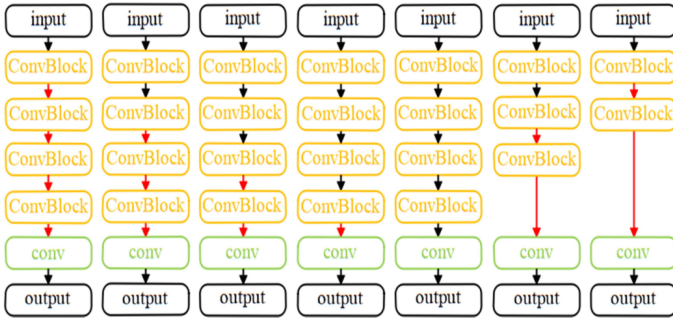 input input input input input input input
ConvBlock ConvBlock ConvBlock ConvBlock ConvBlock ConvBlock ConvBlock
ConvBlock ConvBlock ConvBlock ConvBlock ConvBlock ConvBlock ConvBlock
ConvBlock ConvBlock ConvBlock ConvBlock ConvBlock ConvBlock
ConvBlock ConvBlock ConvBlock ConvBlock ConvBlock
conv conv conv conv conv conv conv
output output output output output output output